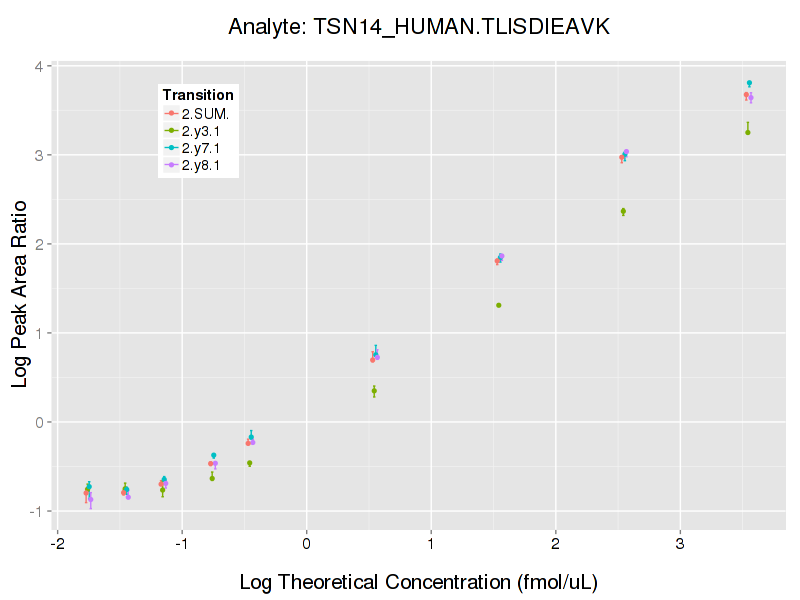 Analyte: TSN14_HUMAN.TLISDIEAVK
Transition
2.SUM.
2.y3.1
2.y7.1
2.y8.1
Log Peak Area Ratio
4
3
2
1
0
-1
-2 -1 0 1 2 3
Log Theoretical Concentration (fmol/uL)